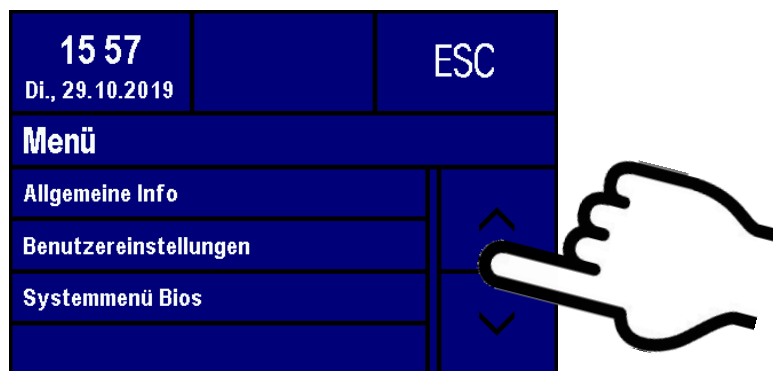 15 57
Di., 29.10.2019
ESC
Menü
Allgemeine Info
Benutzereinstellungen
Systemmenü Bios